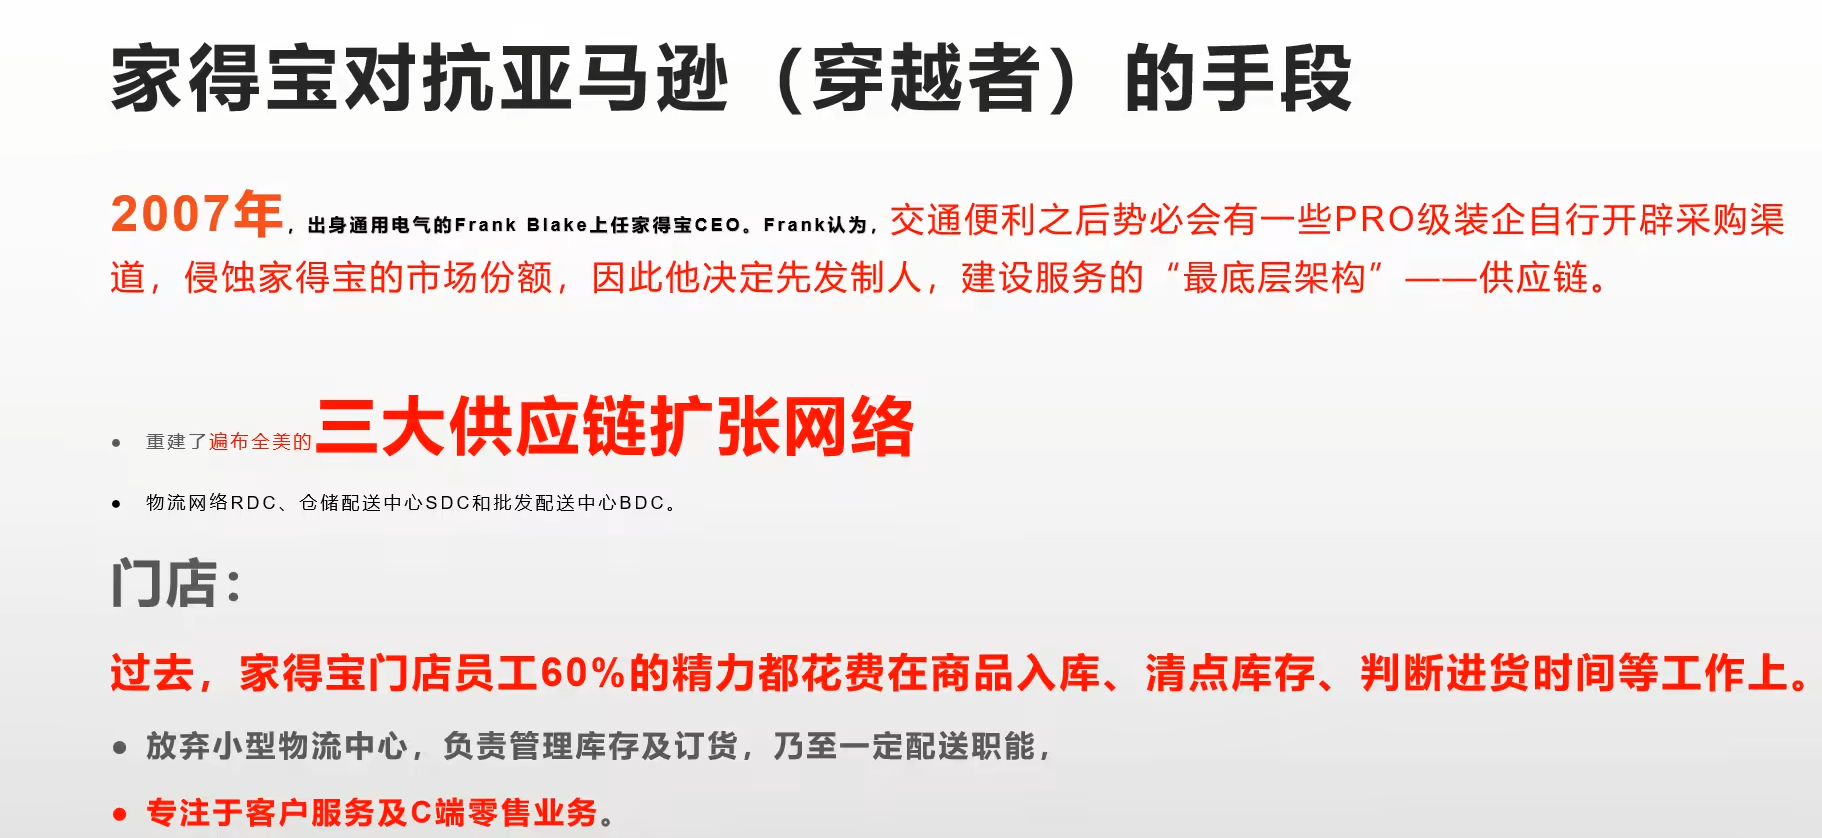 家得宝对抗亚马逊（穿越者）的手段
2007年，出身通用电气的Frank Blake上任家得宝CEO。Frank认为，交通便利之后势必会有一些PRO级装企自行开辟采购渠
道，侵蚀家得宝的市场份额，因此他决定先发制人，建设服务的“最底层架构”——供应链。
● 重建了遍布全美的三大供应链扩张网络
● 物流网络RDC、仓储配送中心SDC和批发配送中心BDC。
门店：
过去，家得宝门店员工60%的精力都花费在商品入库、清点库存、判断进货时间等工作上。
● 放弃小型物流中心，负责管理库存及订货，乃至一定配送职能，
● 专注于客户服务及C端零售业务。